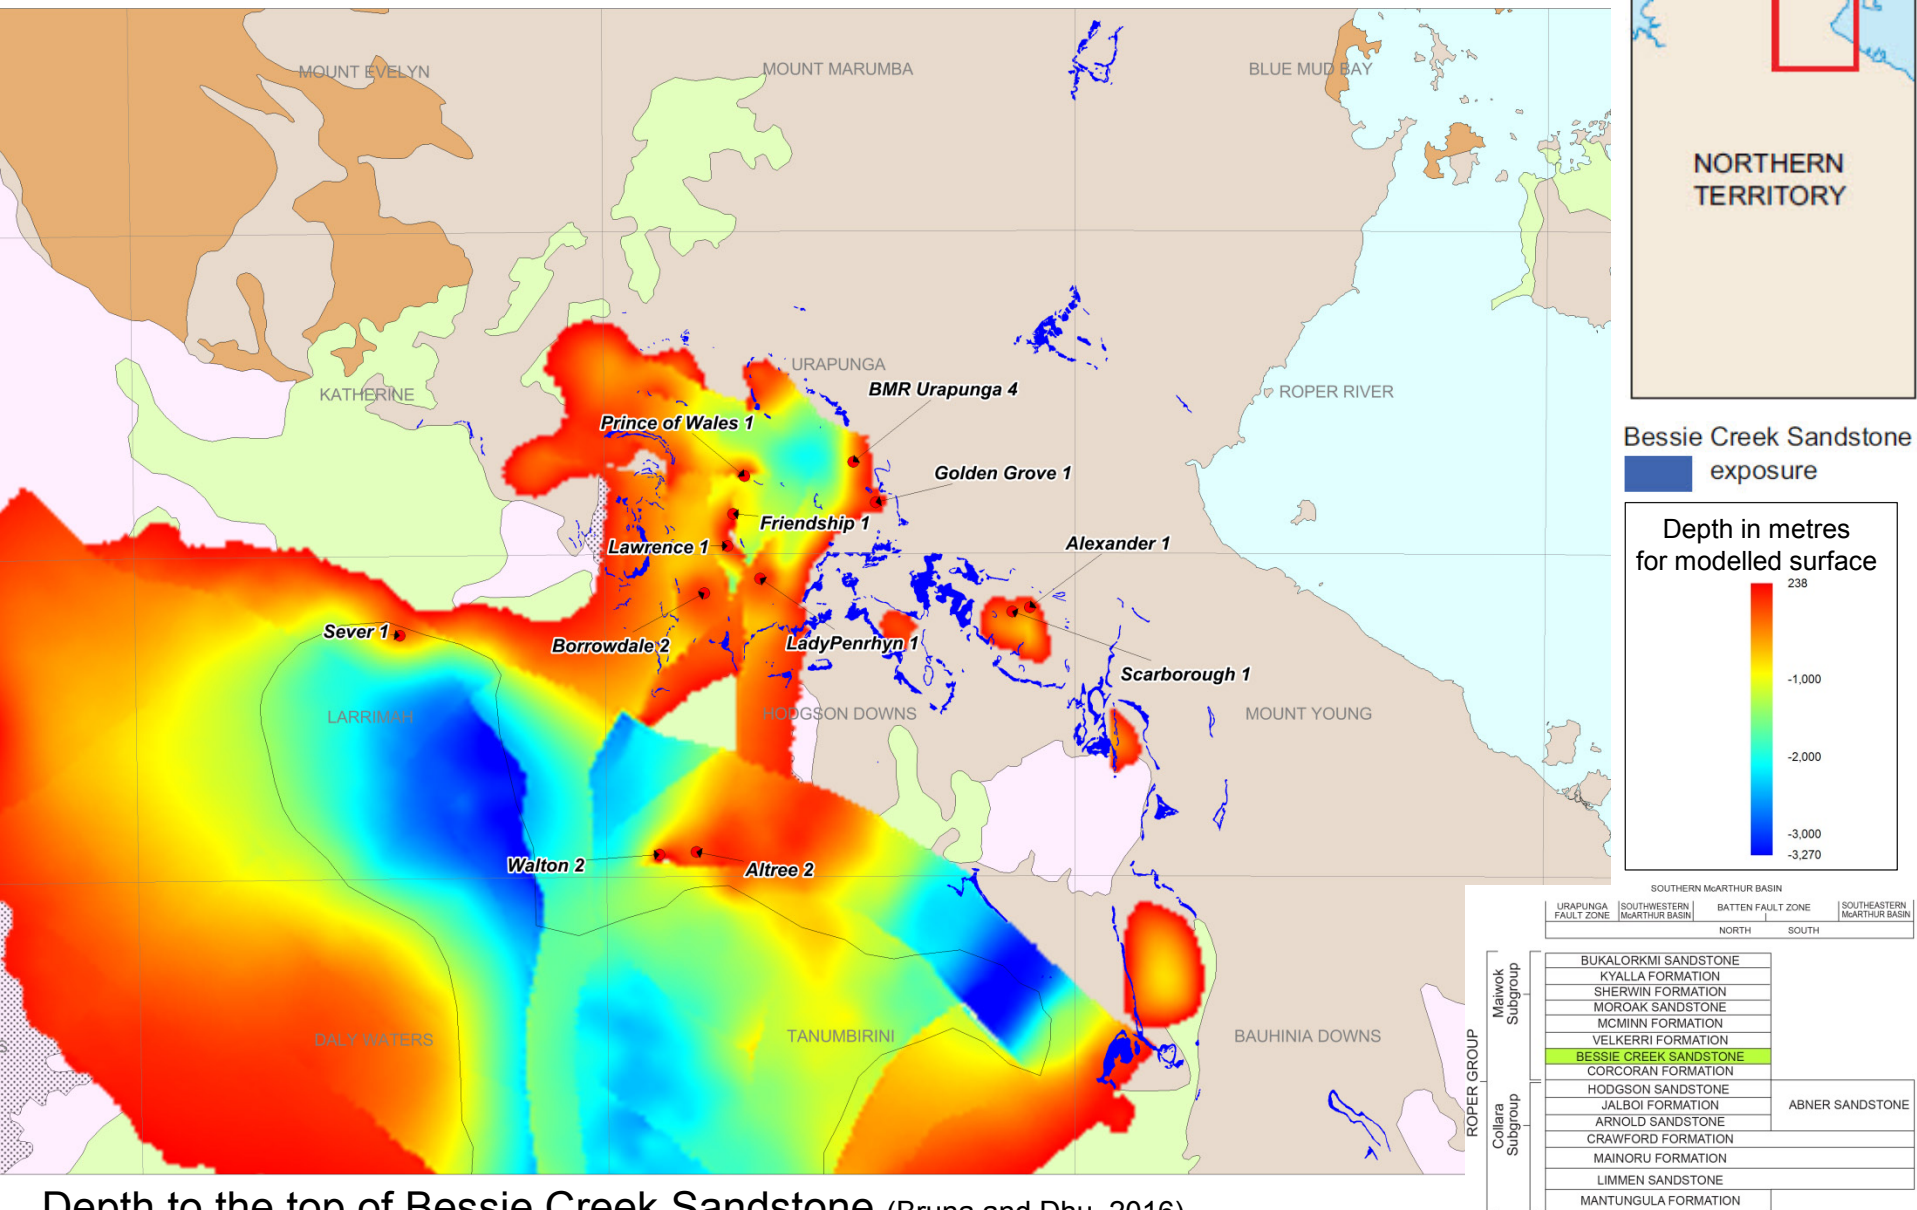 MOUNT EVELYN
MOUNT MARUMBA
BLUE MUD BAY
URAPUNGA
KATHERINE
ROPER RIVER
BMR Urapunga 4
Prince of Wales 1
Golden Grove 1
Friendship 1
Lawrence 1
Alexander 1
Sever 1
Borrowdale 2
LadyPenrhyn 1
Scarborough 1
LARRIMAH
HODGSON DOWNS
MOUNT YOUNG
Walton 2
Altree 2
DALY WATERS
TANUMBIRINI
BAUHINIA DOWNS
NORTHERN
TERRITORY
Bessie Creek Sandstone
exposure
Depth in metres
for modelled surface
238
-1,000
-2,000
-3,000
-3,270
SOUTHERN McARTHUR BASIN
URAPUNGA
FAULT ZONE
SOUTHWESTERN
McARTHUR BASIN
BATTEN FAULT ZONE
SOUTHEASTERN
McARTHUR BASIN
NORTH
SOUTH
ROPER GROUP
Maiwok
Subgroup
BUKALORKMI SANDSTONE
KYALLA FORMATION
SHERWIN FORMATION
MOROAK SANDSTONE
MCMINN FORMATION
VELKERRI FORMATION
BESSIE CREEK SANDSTONE
CORCORAN FORMATION
Collara
Subgroup
HODGSON SANDSTONE
JALBOI FORMATION
ARNOLD SANDSTONE
ABNER SANDSTONE
CRAWFORD FORMATION
MAINORU FORMATION
LIMMEN SANDSTONE
MANTUNGULA FORMATION
Depth to the top of Bessie Creek Sandstone (Bruna and Dhu, 2016)